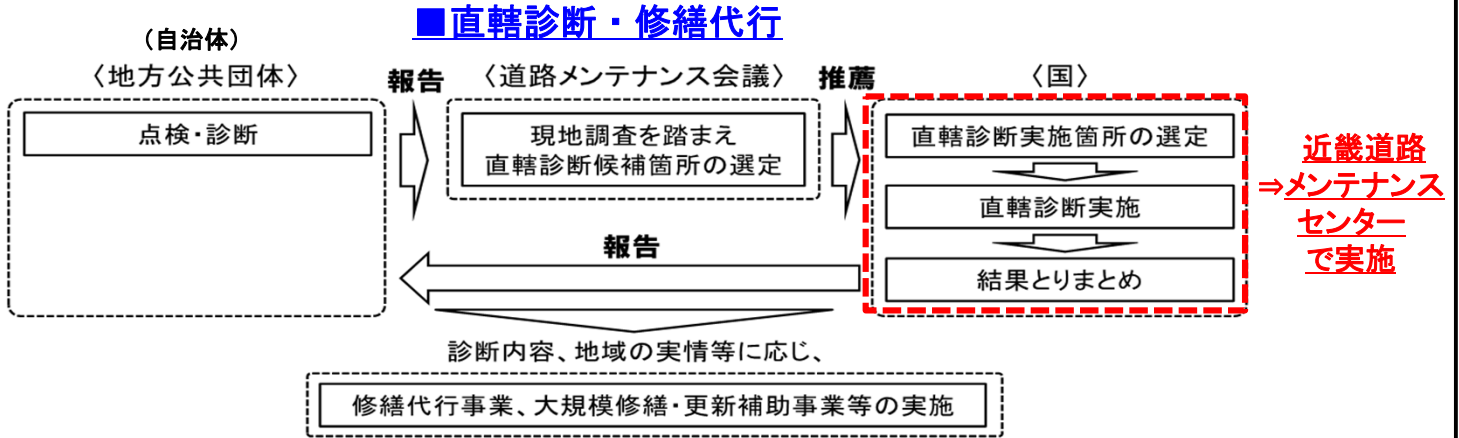 ■直轄診断・修繕代行
（自治体）
〈地方公共団体〉
点検・診断
報告
〈道路メンテナンス会議〉
現地調査を踏まえ
直轄診断候補箇所の選定
推薦
〈国〉
直轄診断実施箇所の選定
直轄診断実施
結果とりまとめ
近畿道路
⇒メンテナンス
センター
で実施
報告
診断内容、地域の実情等に応じ、
修繕代行事業、大規模修繕・更新補助事業等の実施